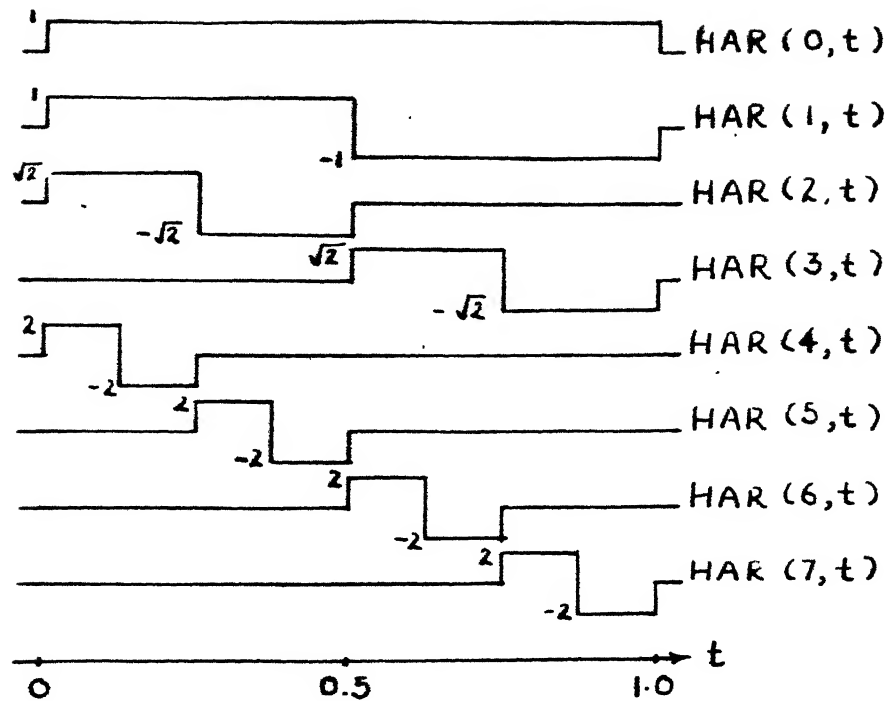 1 HAR(0,t)
1 -1 HAR(1,t)
√2 -√2 HAR(2,t)
√2 -√2 HAR(3,t)
2 -2 HAR(4,t)
2 -2 HAR(5,t)
2 -2 HAR(6,t)
2 -2 HAR(7,t)
t
0 0.5 1.0